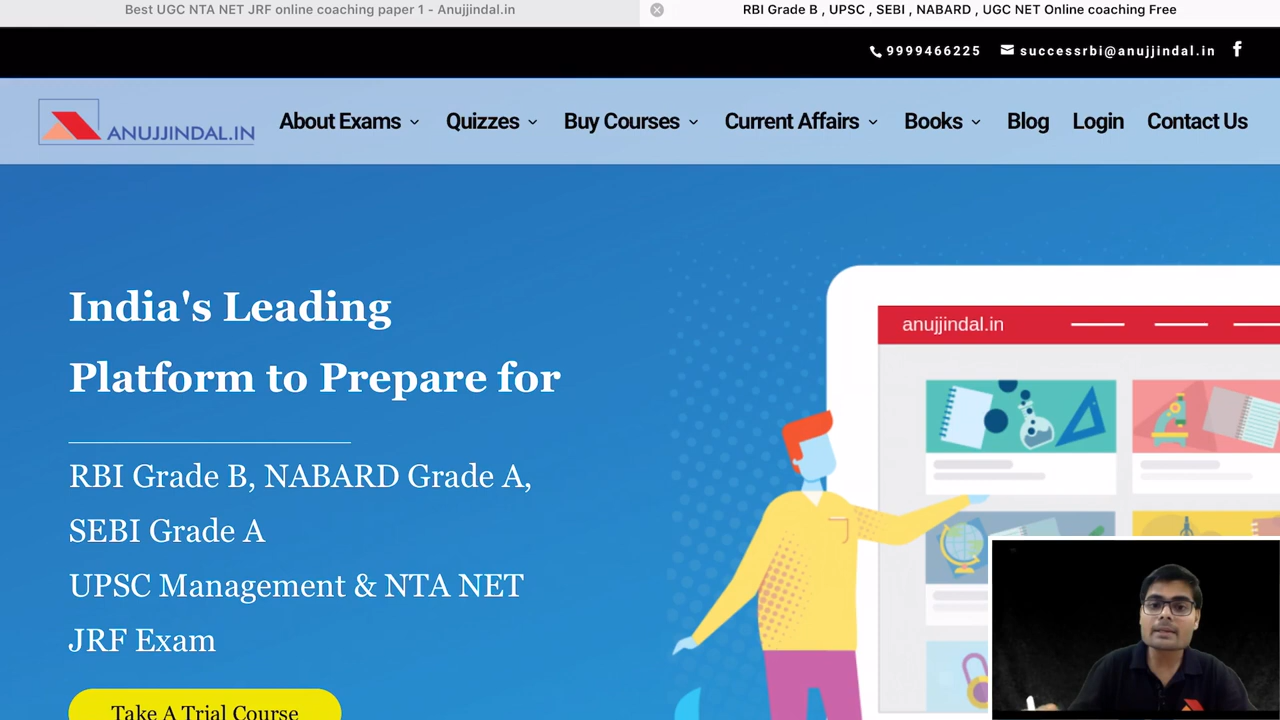 Best UGC NTA NET JRF online coaching paper 1 - Anujjindal.in
RBI Grade B , UPSC , SEBI , NABARD , UGC NET Online coaching Free
9999466225 successrbi@anujjindal.in
ANUJJINDAL.IN About Exams Quizzes Buy Courses Current Affairs Books Blog Login Contact Us
India's Leading
Platform to Prepare for
RBI Grade B, NABARD Grade A,
SEBI Grade A
UPSC Management & NTA NET
JRF Exam
Take A Trial Course
anujjindal.in